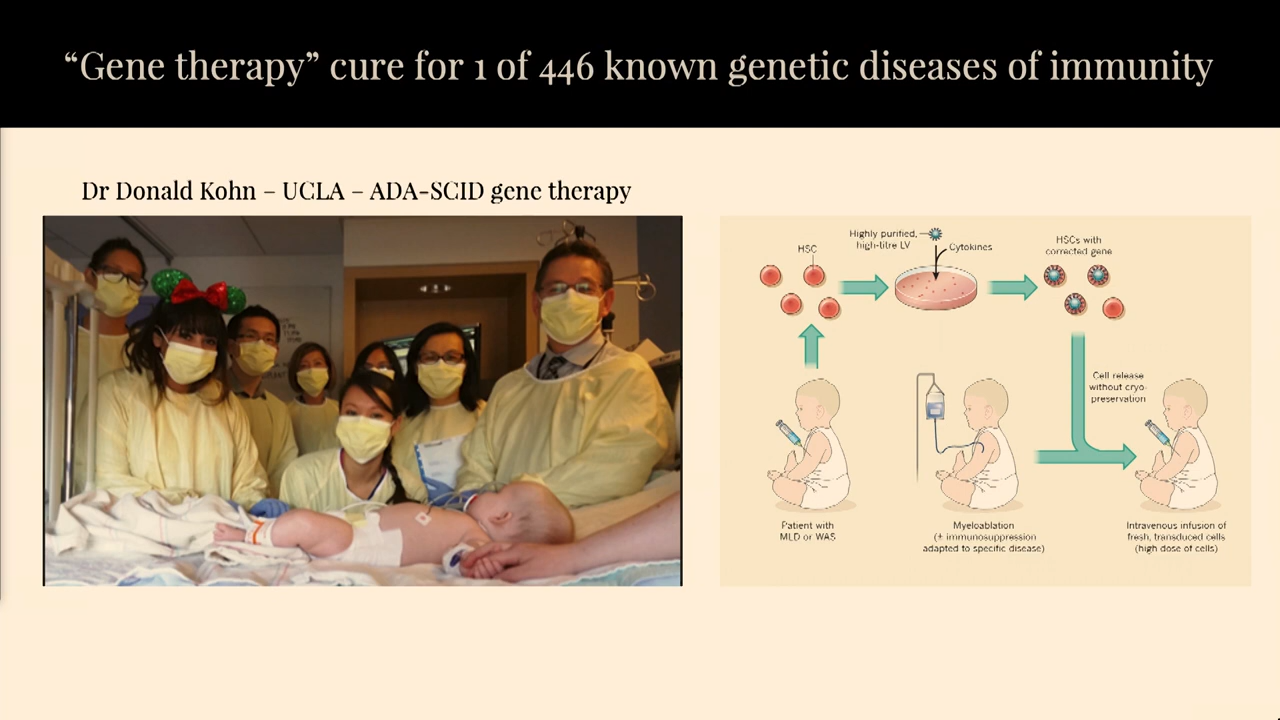 “Gene therapy” cure for 1 of 446 known genetic diseases of immunity
Dr Donald Kohn – UCLA – ADA-SCID gene therapy
HSC
Highly purified,
high-titre LV
Cytokines
HSCs with
corrected gene
Cell release
without cryo-
preservation
Patient with
MLD or WAS
Myeloablation
(± immunosuppression
adapted to specific disease)
Intravenous infusion of
fresh, transduced cells
(high dose of cells)